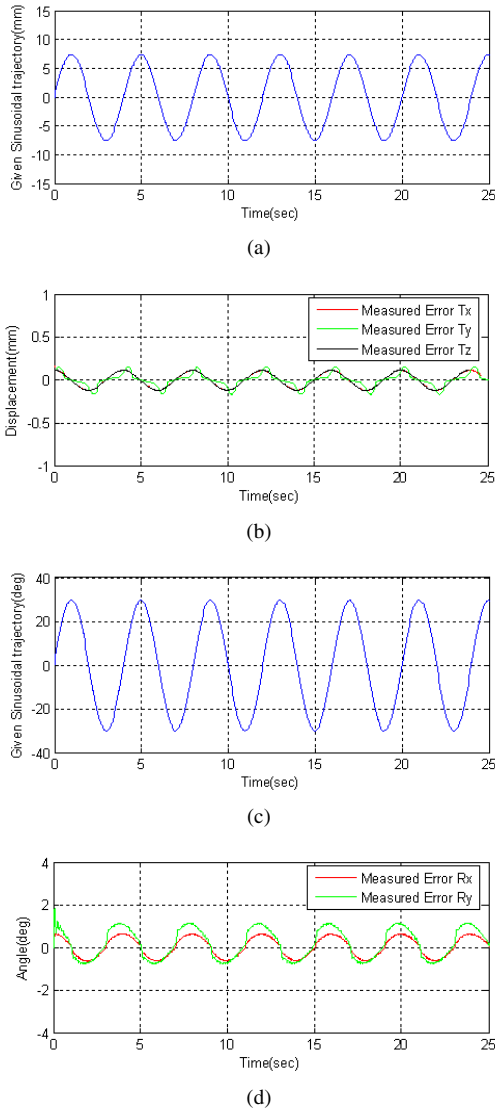 Given Sinusoidal trajectory(mm)
15
10
5
0
-5
-10
-15
0 5 10 15 20 25
Time(sec)
(a)
Displacement(mm)
1
0.5
0
-0.5
-1
Measured Error Tx
Measured Error Ty
Measured Error Tz
0 5 10 15 20 25
Time(sec)
(b)
Given Sinusoidal trajectory(deg)
40
20
0
-20
-40
0 5 10 15 20 25
Time(sec)
(c)
Angle(deg)
4
2
0
-2
-4
Measured Error Rx
Measured Error Ry
0 5 10 15 20 25
Time(sec)
(d)